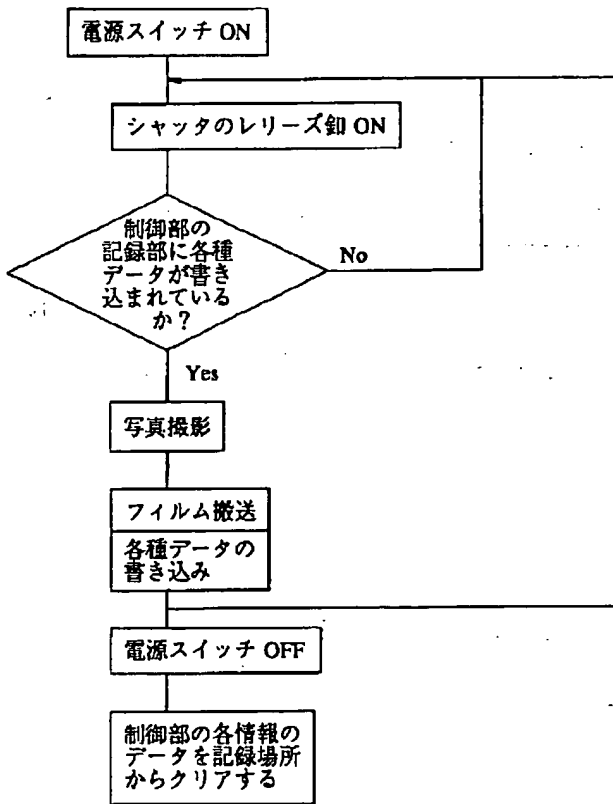 電源スイッチ ON
シャッタのレリーズ釦 ON
制御部の
記録部に各種
データが書き
込まれている
か？
No
Yes
写真撮影
フィルム搬送
各種データの
書き込み
電源スイッチ OFF
制御部の各情報の
データを記録場所
からクリアする